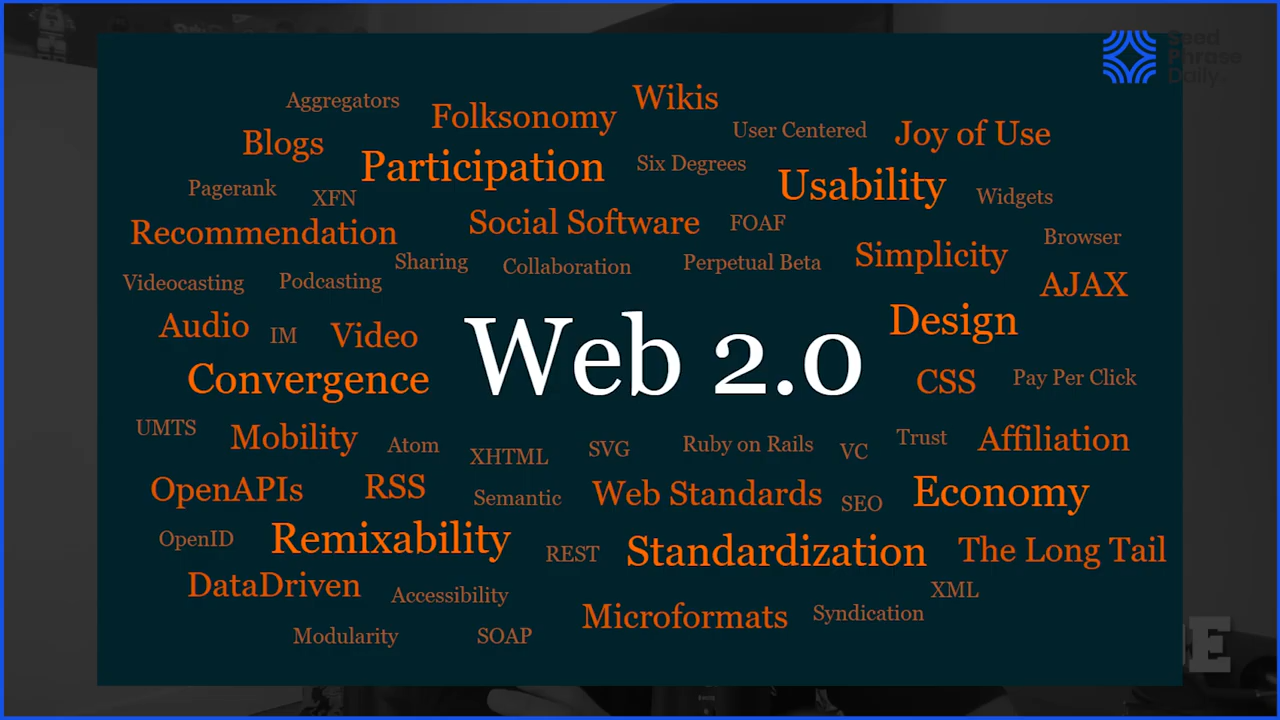 Seed
Phrase
Daily.
Wikis
Aggregators
Folksonomy
User Centered
Joy of Use
Blogs
Participation
Six Degrees
Usability
Pagerank
XFN
Widgets
Recommendation
Social Software
FOAF
Browser
Sharing
Collaboration
Perpetual Beta
Simplicity
Videocasting
Podcasting
AJAX
Audio
IM
Video
Web 2.0
Design
Convergence
CSS
Pay Per Click
UMTS
Mobility
Atom
XHTML
SVG
Ruby on Rails
VC
Trust
Affiliation
OpenAPIs
RSS
Semantic
Web Standards
SEO
Economy
OpenID
Remixability
REST
Standardization
The Long Tail
DataDriven
Accessibility
XML
Microformats
Syndication
Modularity
SOAP